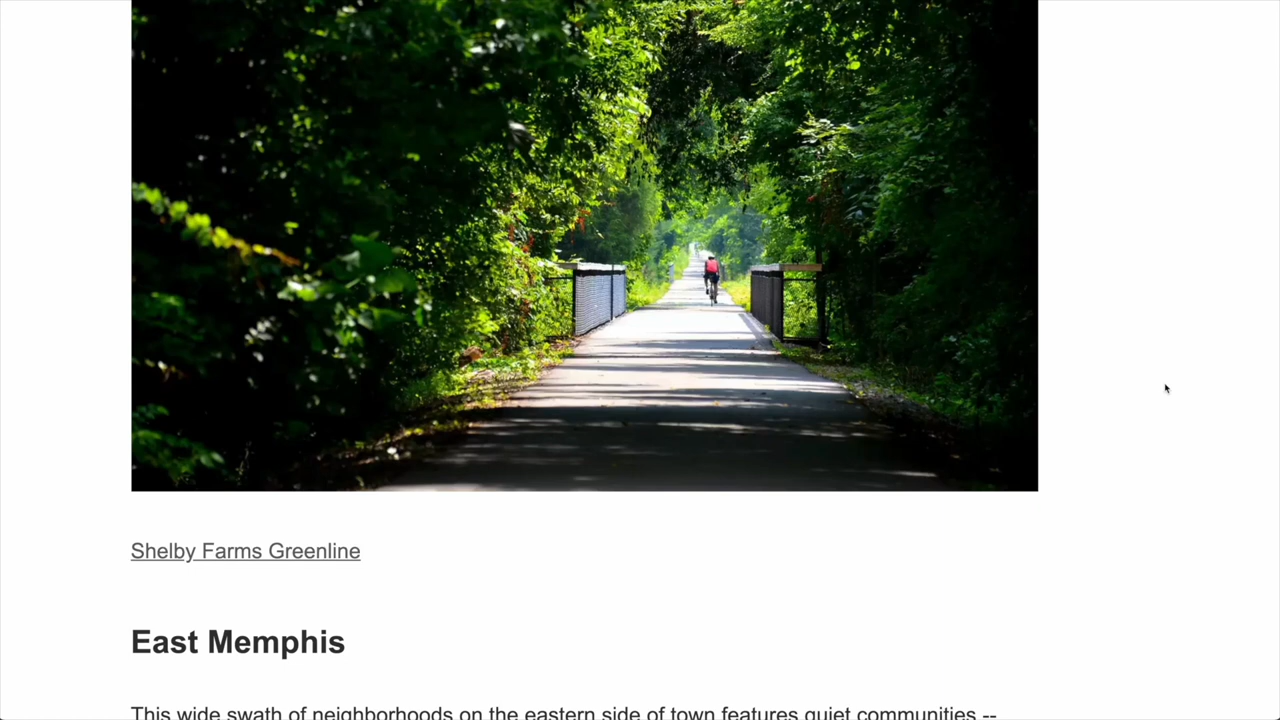 Shelby Farms Greenline
East Memphis
This wide swath of neighborhoods on the eastern side of town features quiet communities --